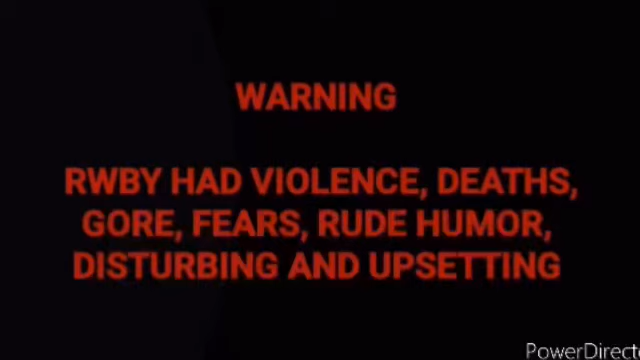 WARNING
RWBY HAD VIOLENCE, DEATHS,
GORE, FEARS, RUDE HUMOR,
DISTURBING AND UPSETTING
PowerDirect